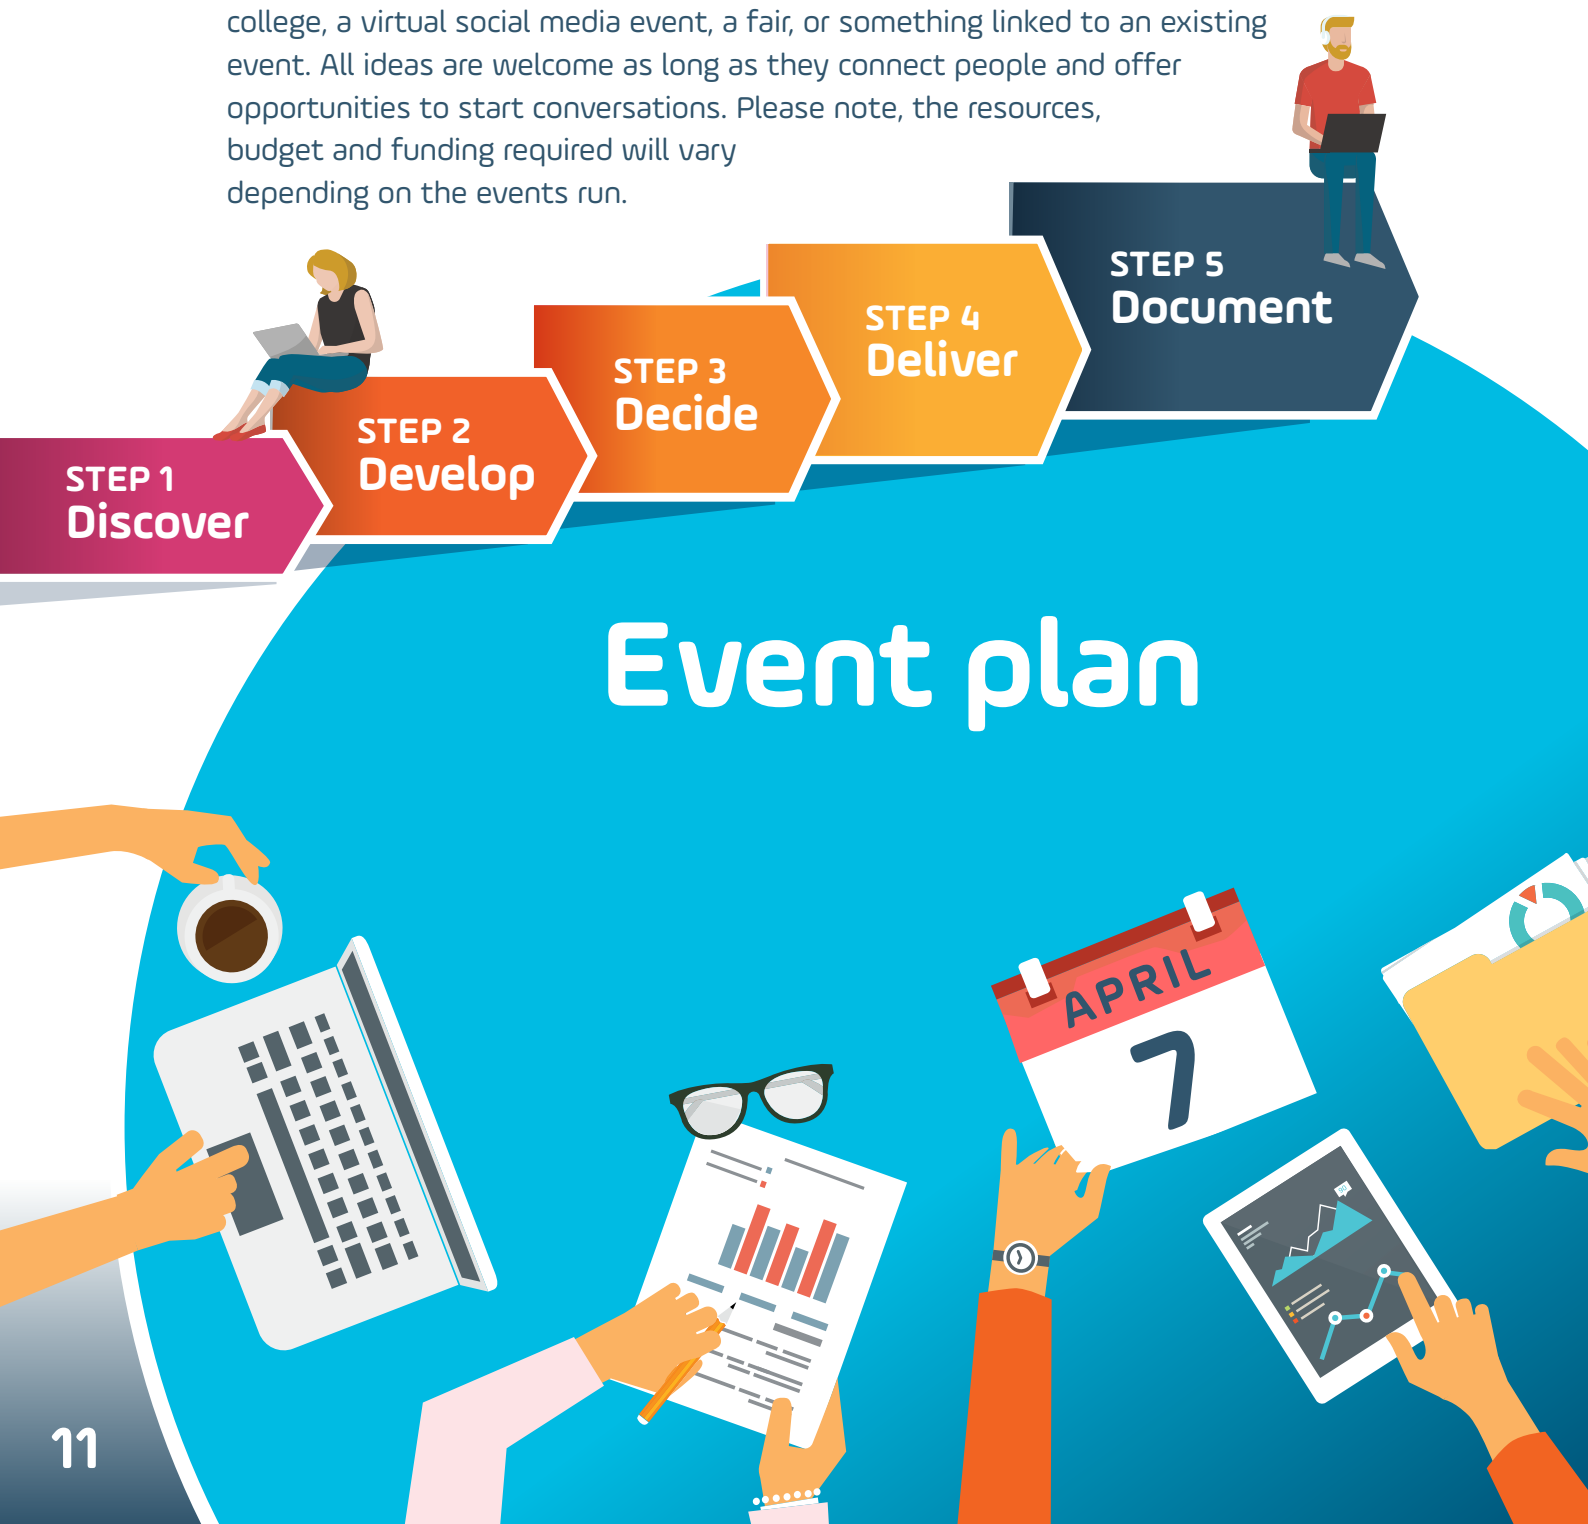 college, a virtual social media event, a fair, or something linked to an existing
event. All ideas are welcome as long as they connect people and offer
opportunities to start conversations. Please note, the resources,
budget and funding required will vary
depending on the events run.
STEP 1
Discover
STEP 2
Develop
STEP 3
Decide
STEP 4
Deliver
STEP 5
Document
Event plan
APRIL
7
11